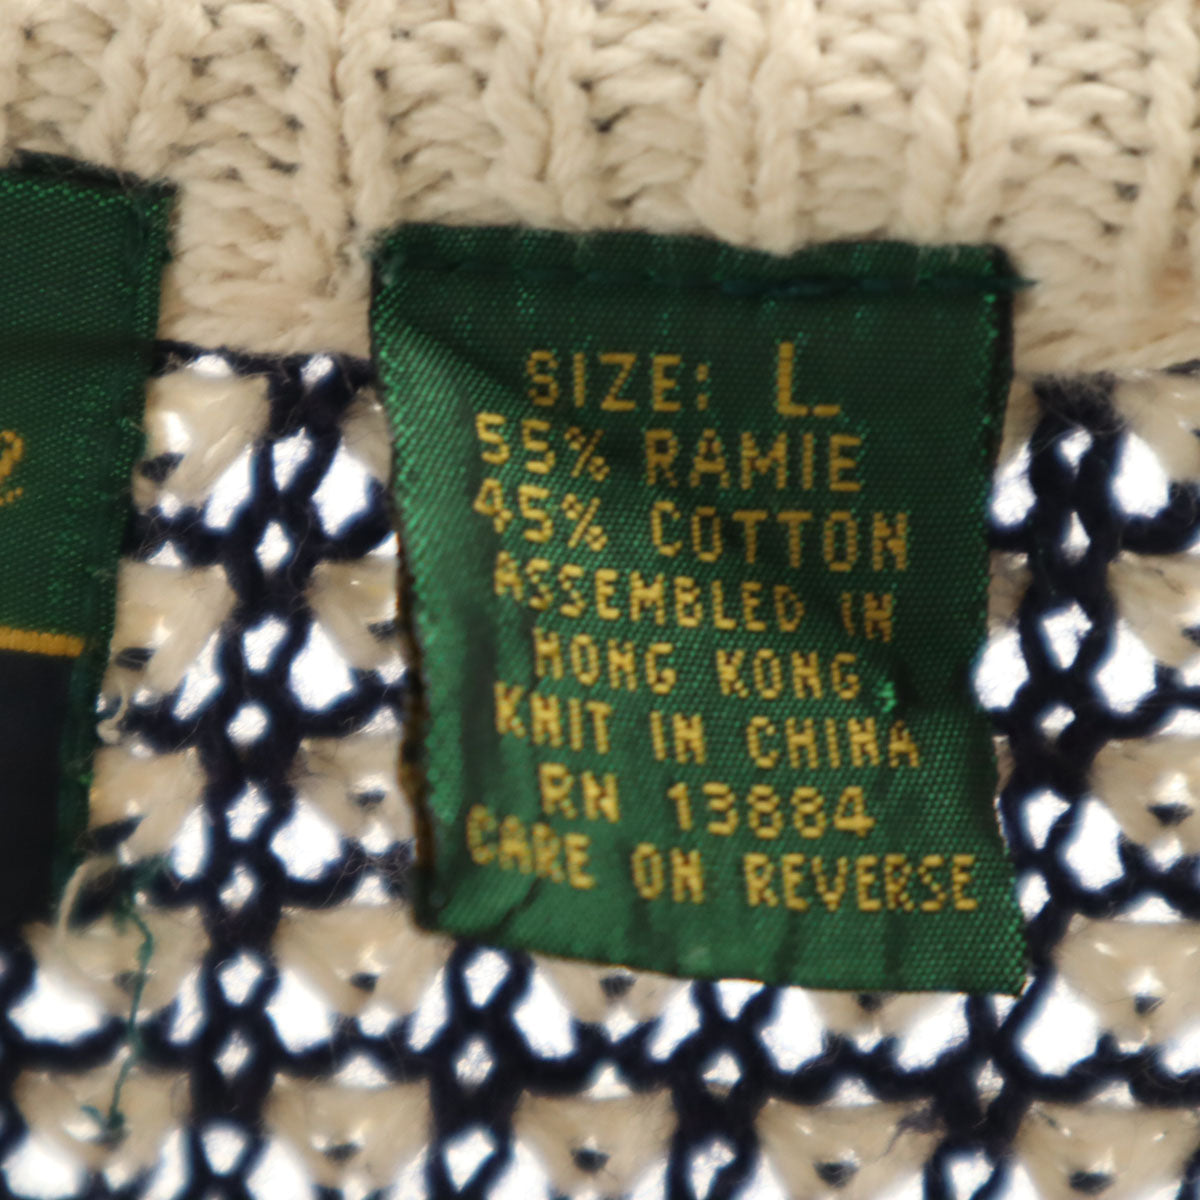 SIZE: L
55% RAMIE
45% COTTON
ASSEMBLED IN
HONG KONG
KNIT IN CHINA
RN 13884
CARE ON REVERSE